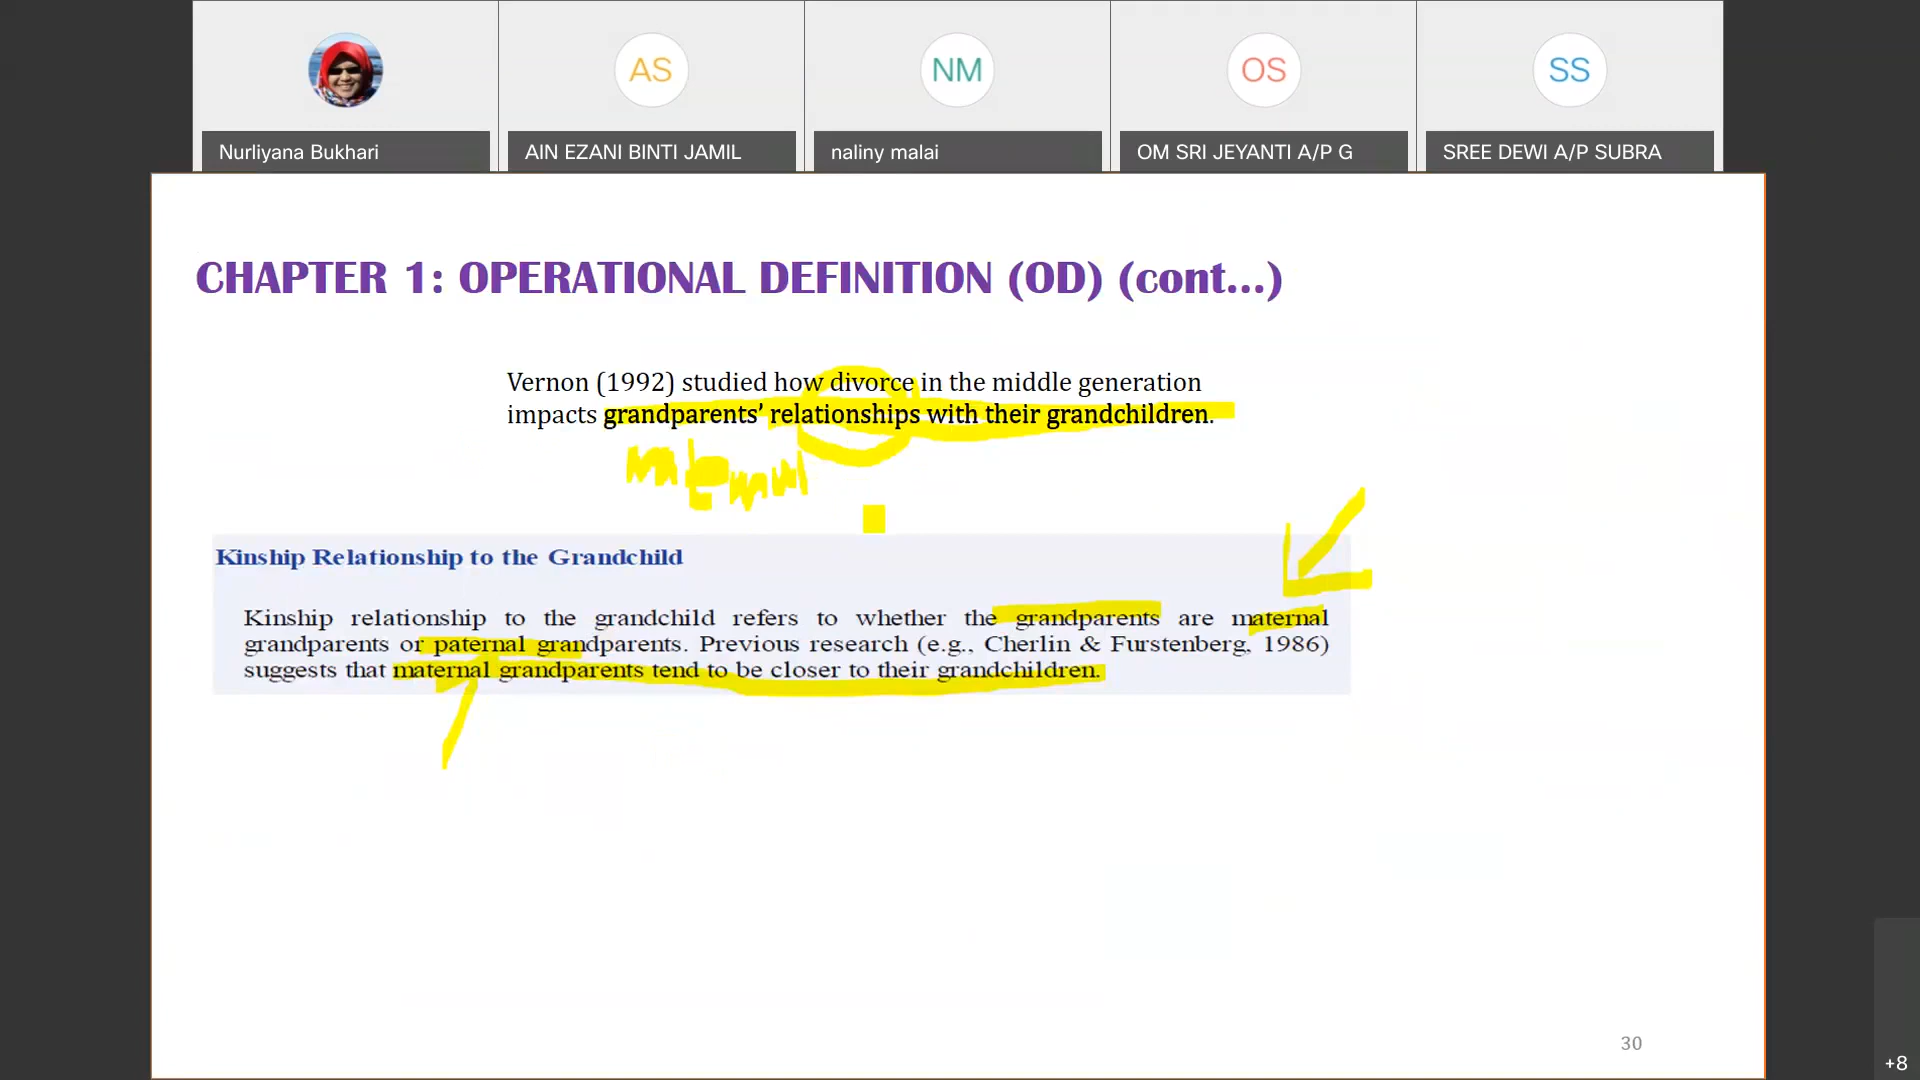 AS
NM
OS
SS
Nurliyana Bukhari
AIN EZANI BINTI JAMIL
naliny malai
OM SRI JEYANTI A/P G
SREE DEWI A/P SUBRA
CHAPTER 1: OPERATIONAL DEFINITION (OD) (cont...)
Vernon (1992) studied how divorce in the middle generation
impacts grandparents’ relationships with their grandchildren.
Kinship Relationship to the Grandchild
Kinship relationship to the grandchild refers to whether the grandparents are maternal
grandparents or paternal grandparents. Previous research (e.g., Cherlin & Furstenberg, 1986)
suggests that maternal grandparents tend to be closer to their grandchildren.
30
+8